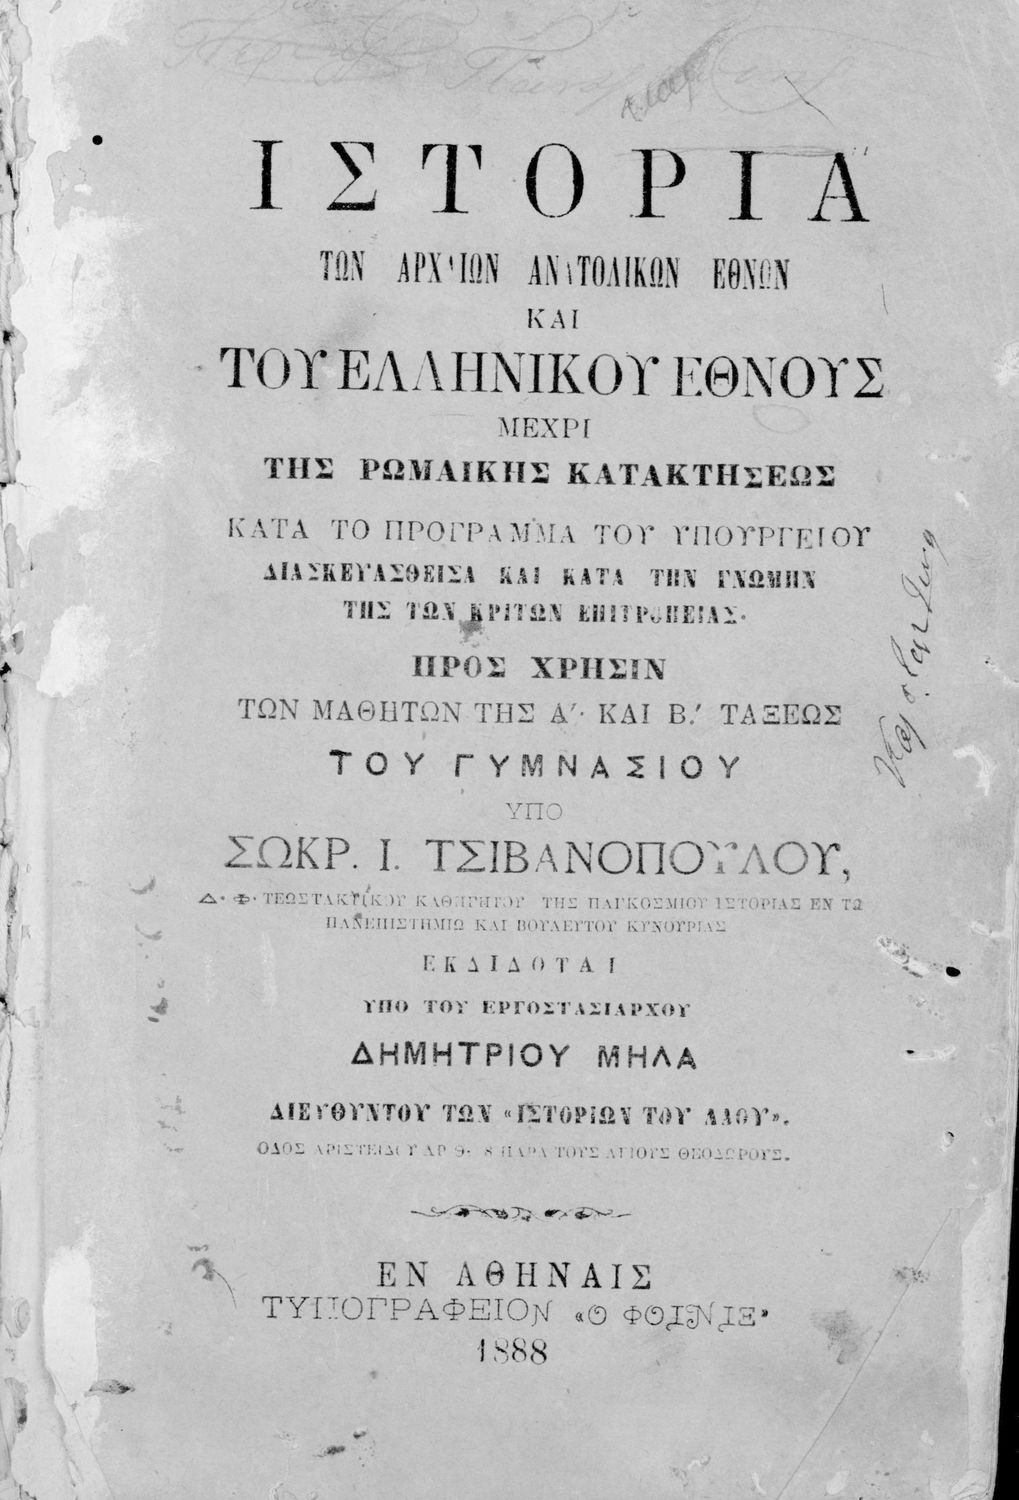 ΙΣΤΟΡΙΑ
ΤΩΝ ΑΡΧΑΙΩΝ ΑΝΑΤΟΛΙΚΩΝ ΕΘΝΩΝ
ΚΑΙ
ΤΟΥ ΕΛΛΗΝΙΚΟΥ ΕΘΝΟΥΣ
ΜΕΧΡΙ
ΤΗΣ ΡΩΜΑΙΚΗΣ ΚΑΤΑΚΤΗΣΕΩΣ
ΚΑΤΑ ΤΟ ΠΡΟΓΡΑΜΜΑ ΤΟΥ ΥΠΟΥΡΓΕΙΟΥ
ΔΙΑΣΚΕΥΑΣΘΕΙΣΑ ΚΑΙ ΚΑΤΑ ΤΗΝ ΓΝΩΜΗΝ
ΤΗΣ ΤΩΝ ΚΡΙΤΩΝ ΕΠΙΤΡΟΠΕΙΑΣ·
ΠΡΟΣ ΧΡΗΣΙΝ
ΤΩΝ ΜΑΘΗΤΩΝ ΤΗΣ Α′· ΚΑΙ Β.′ ΤΑΞΕΩΣ
ΤΟΥ ΓΥΜΝΑΣΙΟΥ
ΥΠΟ
ΣΩΚΡ. Ι. ΤΣΙΒΑΝΟΠΟΥΛΟΥ,
Δ· Φ· ΤΕΩΣ ΤΑΚΤΙΚΟΥ ΚΑΘΗΓΗΤΟΥ ΤΗΣ ΠΑΓΚΟΣΜΙΟΥ ΙΣΤΟΡΙΑΣ ΕΝ ΤΩ
ΠΑΝΕΠΙΣΤΗΜΙΩ ΚΑΙ ΒΟΥΛΕΥΤΟΥ ΚΥΝΟΥΡΙΑΣ
ΕΚΔΙΔΟΤΑΙ
ΥΠΟ ΤΟΥ ΕΡΓΟΣΤΑΣΙΑΡΧΟΥ
ΔΗΜΗΤΡΙΟΥ ΜΗΛΑ
ΔΙΕΥΘΥΝΤΟΥ ΤΩΝ «ΙΣΤΟΡΙΩΝ ΤΟΥ ΛΑΟΥ».
ΟΔΟΣ ΑΡΙΣΤΕΙΔΟΥ ΑΡ 9· 8 ΠΑΡΑ ΤΟΥΣ ΑΓΙΟΥΣ ΘΕΟΔΩΡΟΥΣ.
ΕΝ ΑΘΗΝΑΙΣ
ΤΥΠΟΓΡΑΦΕΙΟΝ «Ο ΦΟΙΝΙΞ»
1888